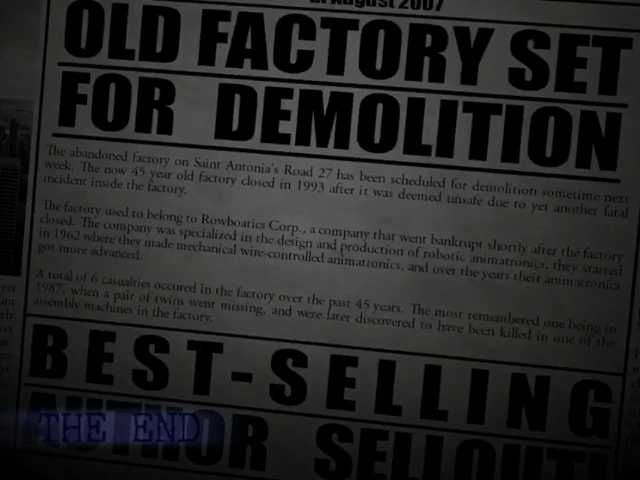 August 2007
OLD FACTORY SET
FOR DEMOLITION
The abandoned factory on Saint Antonia's Road 27 has been scheduled for demolition sometime next
week. The now 45 year old factory closed in 1993 after it was deemed unsafe due to yet another fatal
incident inside the factory.
The factory used to belong to Rowboatics Corp., a company that went bankrupt shortly after the factory
closed. The company was specialized in the design and production of robotic animatronics, they started
in 1962 where they made mechanical wire-controlled animatronics, and over the years their animatronics
got more advanced.
A total of 6 casualties occured in the factory over the past 45 years. The most remembered one being in
1987, when a pair of twins went missing, and were later discovered to have been killed in one of the
assembly machines in the factory.
BEST-SELLING
AUTHOR SELLOUT!
THE END